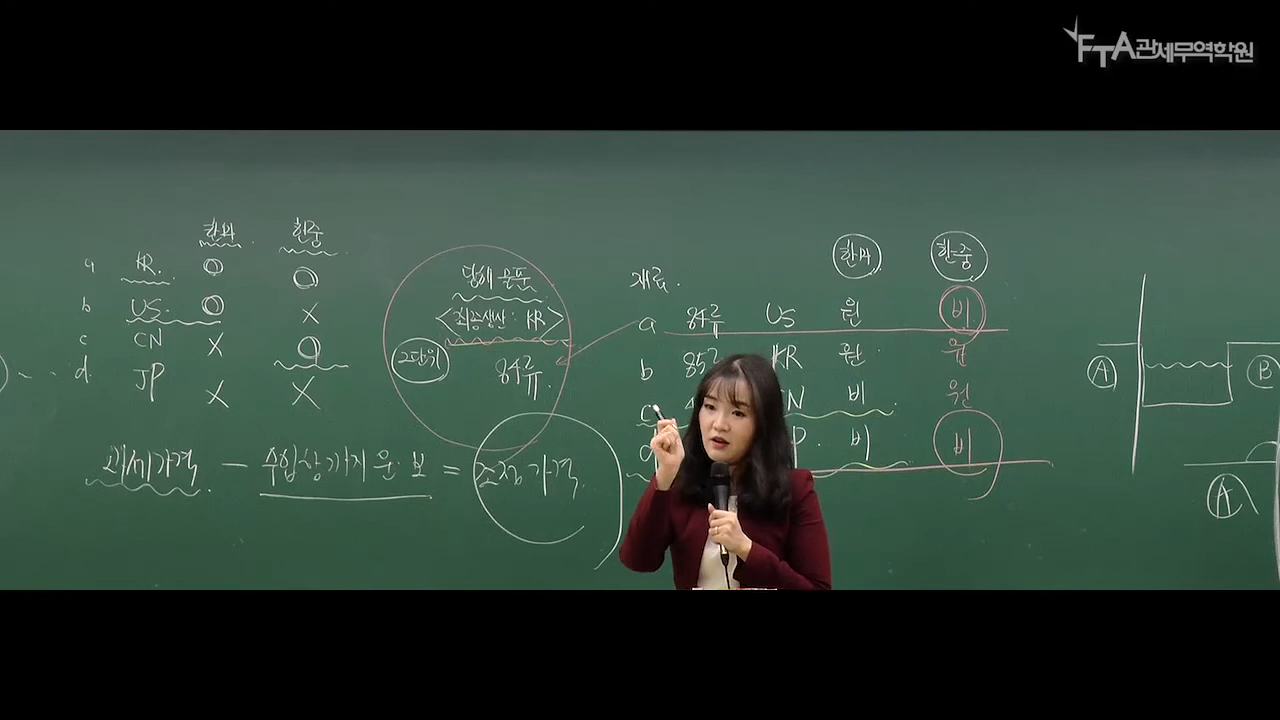 FTA관세무역학원
한미 한중
a KR O O
b US O X
c CN X O
d JP X X
과세가격 - 수입항까지 운·보 = 조정가격
당해물품
<최종생산 : KR>
2단위 84류
재료 한미 한중
a 84류 US 원 비
b 85류 KR 원 원
c N 비 원
d P 비 비
A B
A